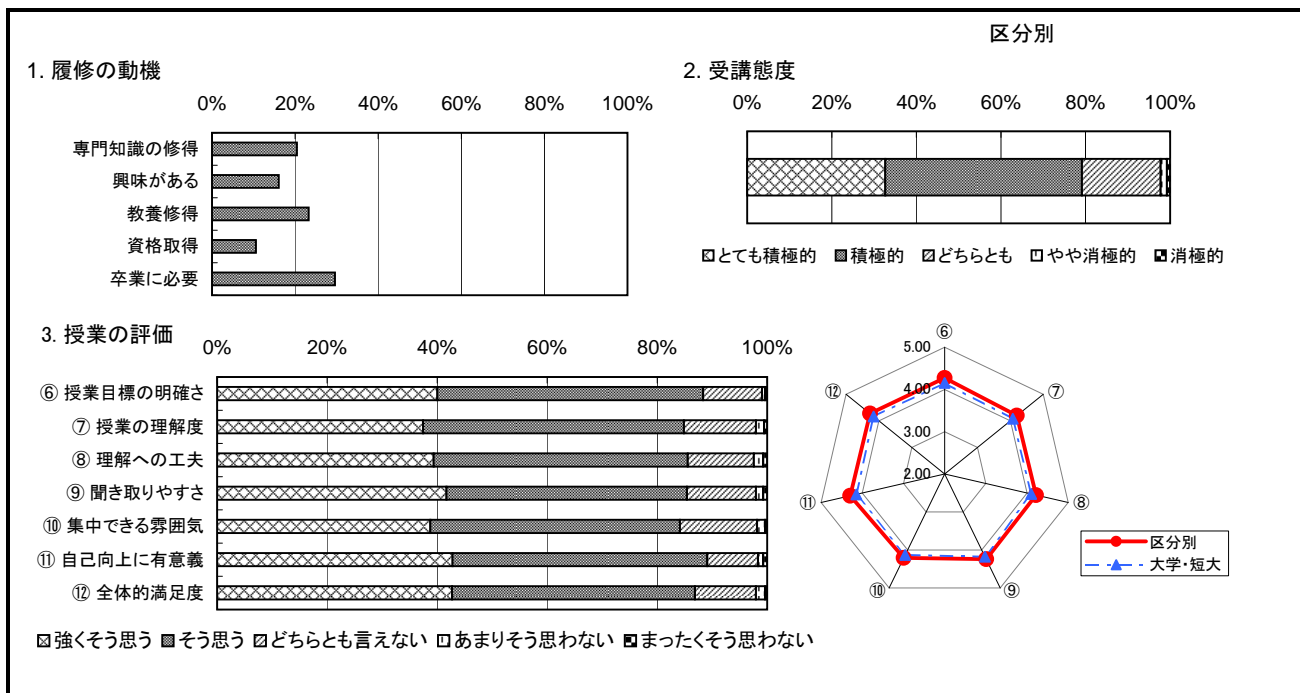 区分別
1. 履修の動機
0% 20% 40% 60% 80% 100%
専門知識の修得
興味がある
教養修得
資格取得
卒業に必要
2. 受講態度
0% 20% 40% 60% 80% 100%
とても積極的 積極的 どちらとも やや消極的 消極的
3. 授業の評価
0% 20% 40% 60% 80% 100%
⑥ 授業目標の明確さ
⑦ 授業の理解度
⑧ 理解への工夫
⑨ 聞き取りやすさ
⑩ 集中できる雰囲気
⑪ 自己向上に有意義
⑫ 全体的満足度
強くそう思う そう思う どちらとも言えない あまりそう思わない まったくそう思わない
⑥
5.00
⑫ 4.00 ⑦
3.00
2.00
⑪ ⑧
⑩ ⑨
区分別
大学・短大